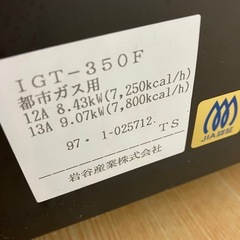 IGT-350F
都市ガス用
12A 8.43kW(7,250kcal/h)
13A 9.07kW(7,800kcal/h)
97. 1-025712 TS
岩谷産業株式会社
JIA認証